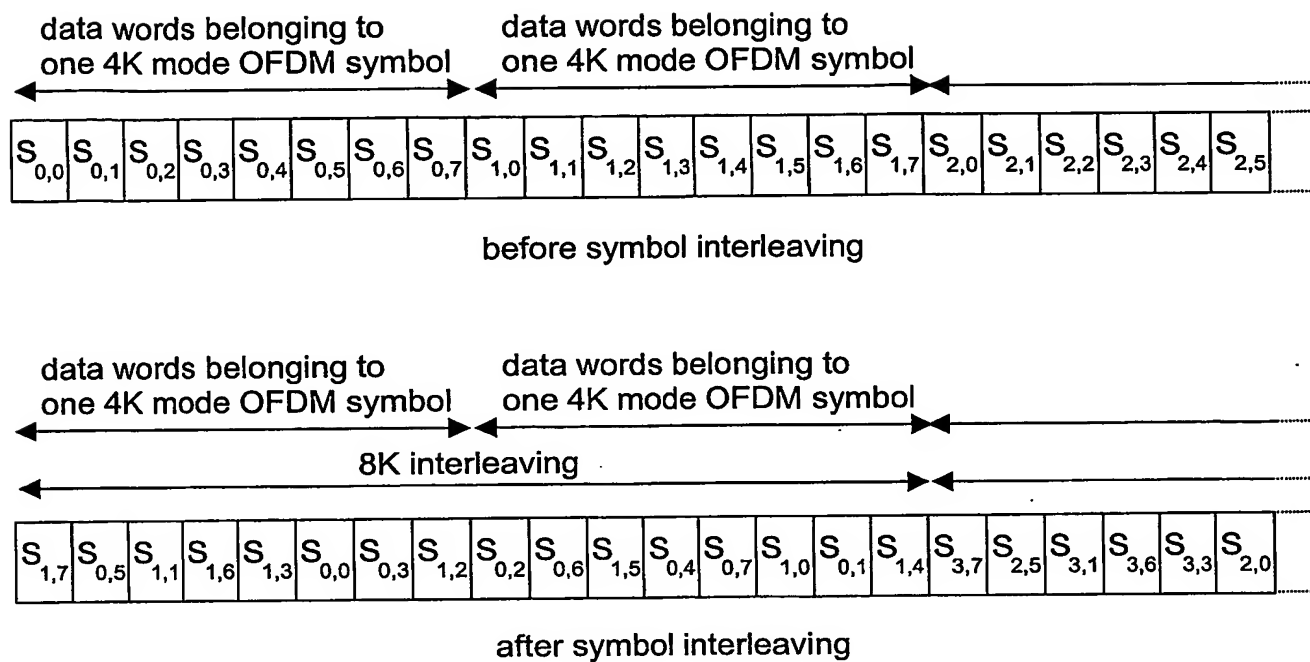 data words belonging to one 4K mode OFDM symbol
data words belonging to one 4K mode OFDM symbol
S0,0 S0,1 S0,2 S0,3 S0,4 S0,5 S0,6 S0,7 S1,0 S1,1 S1,2 S1,3 S1,4 S1,5 S1,6 S1,7 S2,0 S2,1 S2,2 S2,3 S2,4 S2,5
before symbol interleaving
data words belonging to one 4K mode OFDM symbol
data words belonging to one 4K mode OFDM symbol
8K interleaving
S1,7 S0,5 S1,1 S1,6 S1,3 S0,0 S0,3 S1,2 S0,2 S0,6 S1,5 S0,4 S0,7 S1,0 S0,1 S1,4 S3,7 S2,5 S3,1 S3,6 S3,3 S2,0
after symbol interleaving